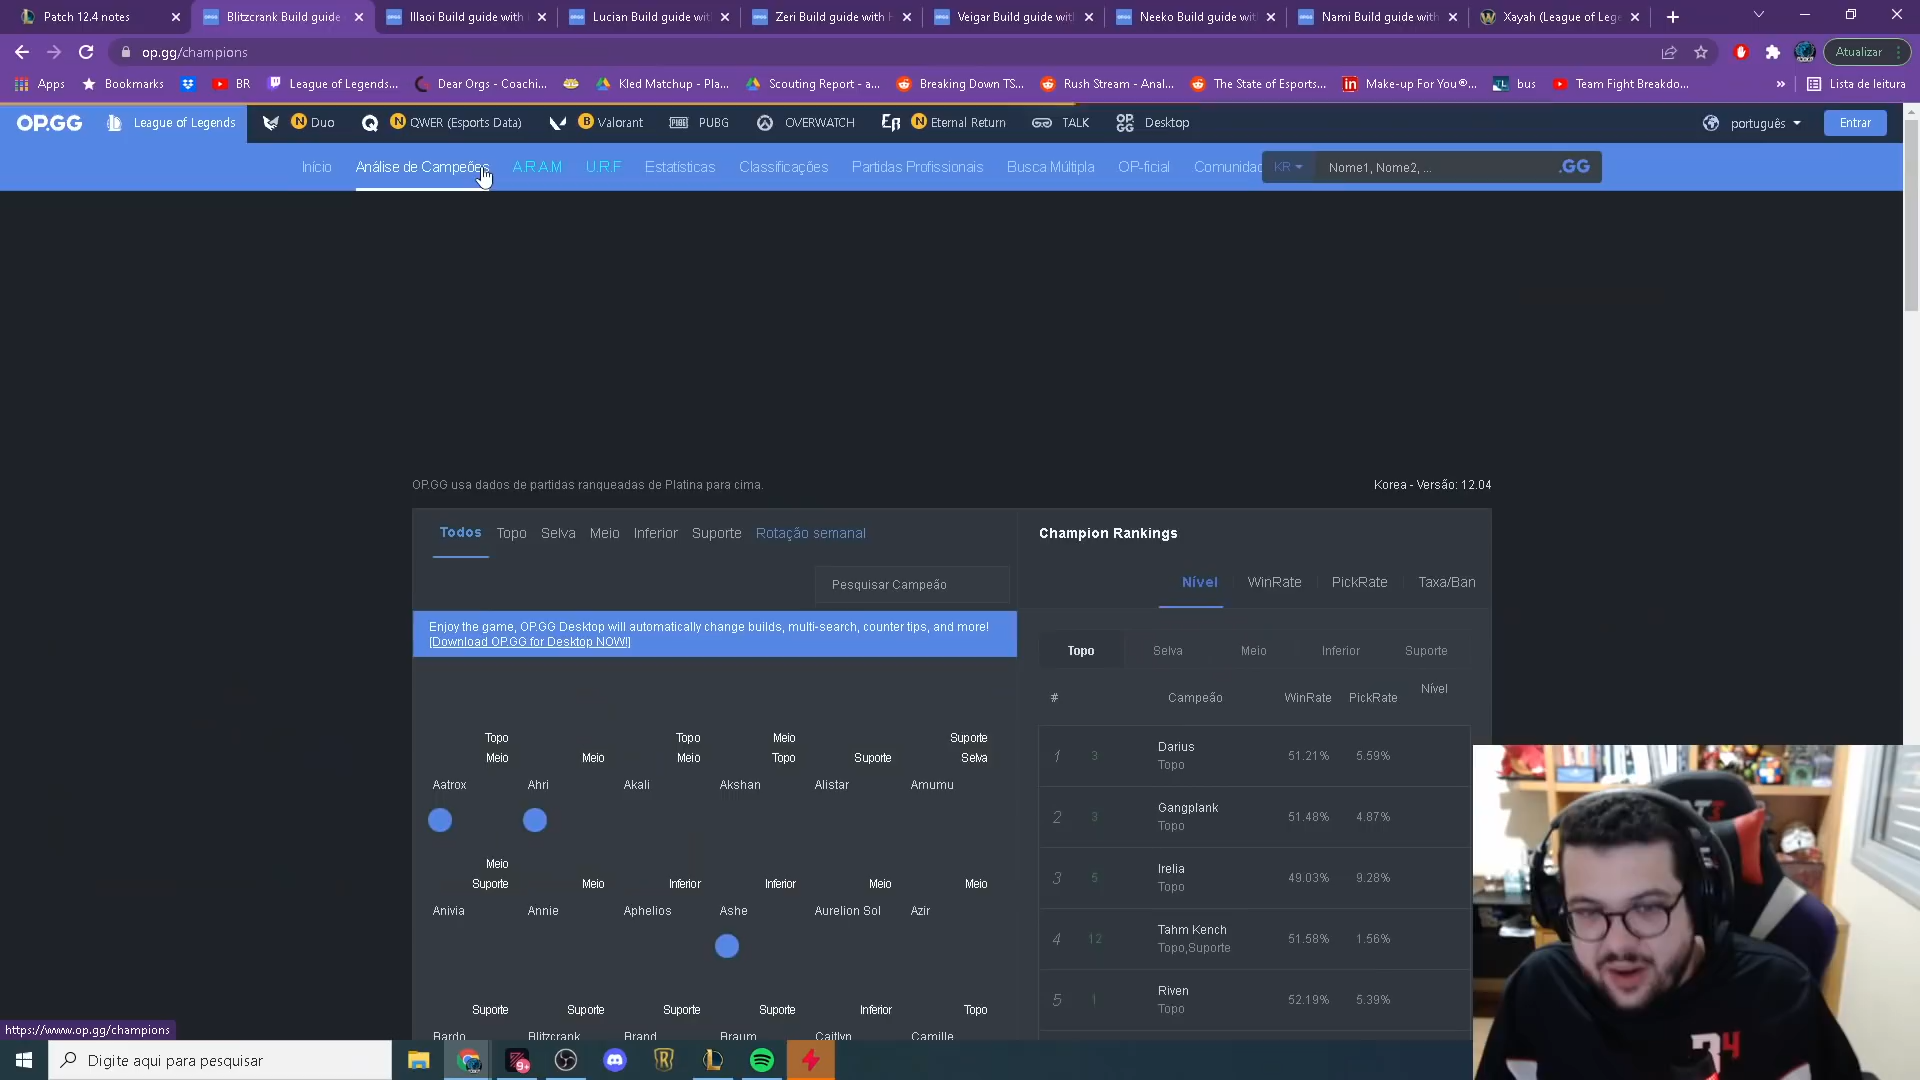 Patch 12.4 notes
Blitzcrank Build guide
Illaoi Build guide with
Lucian Build guide wit
Zeri Build guide with
Veigar Build guide wit
Neeko Build guide wit
Nami Build guide with
Xayah (League of Leg
op.gg/champions
Atualizar
Apps
Bookmarks
BR
League of Legends...
Dear Orgs - Coachi...
Kled Matchup - Pla...
Scouting Report - a...
Breaking Down TS...
Rush Stream - Anal...
The State of Esports...
Make-up For You®...
bus
Team Fight Breakdo...
»
Lista de leitura
OP.GG
League of Legends
N Duo
N QWER (Esports Data)
B Valorant
PUBG
OVERWATCH
N Eternal Return
TALK
Desktop
português
Entrar
Início
Análise de Campeões
A.R.A.M
U.R.F
Estatísticas
Classificações
Partidas Profissionais
Busca Múltipla
OP-ficial
Comunidad
KR
Nome1, Nome2, ...
.GG
OP.GG usa dados de partidas ranqueadas de Platina para cima.
Korea - Versão: 12.04
Todos
Topo
Selva
Meio
Inferior
Suporte
Rotação semanal
Pesquisar Campeão
Enjoy the game, OP.GG Desktop will automatically change builds, multi-search, counter tips, and more!
[Download OP.GG for Desktop NOW!]
Topo
Meio
Aatrox
Meio
Ahri
Topo
Meio
Akali
Meio
Topo
Akshan
Suporte
Alistar
Suporte
Selva
Amumu
Meio
Suporte
Anivia
Meio
Annie
Inferior
Aphelios
Inferior
Ashe
Meio
Aurelion Sol
Meio
Azir
Suporte
Bardo
Suporte
Blitzcrank
Suporte
Brand
Suporte
Braum
Inferior
Caitlyn
Topo
Camille
Champion Rankings
Nível
WinRate
PickRate
Taxa/Ban
Topo
Selva
Meio
Inferior
Suporte
# Campeão WinRate PickRate Nível
1 3 Darius 51.21% 5.59%
Topo
2 3 Gangplank 51.48% 4.87%
Topo
3 5 Irelia 49.03% 9.28%
Topo
4 12 Tahm Kench 51.58% 1.56%
Topo,Suporte
5 1 Riven 52.19% 5.39%
Topo
https://www.op.gg/champions
Digite aqui para pesquisar
9+